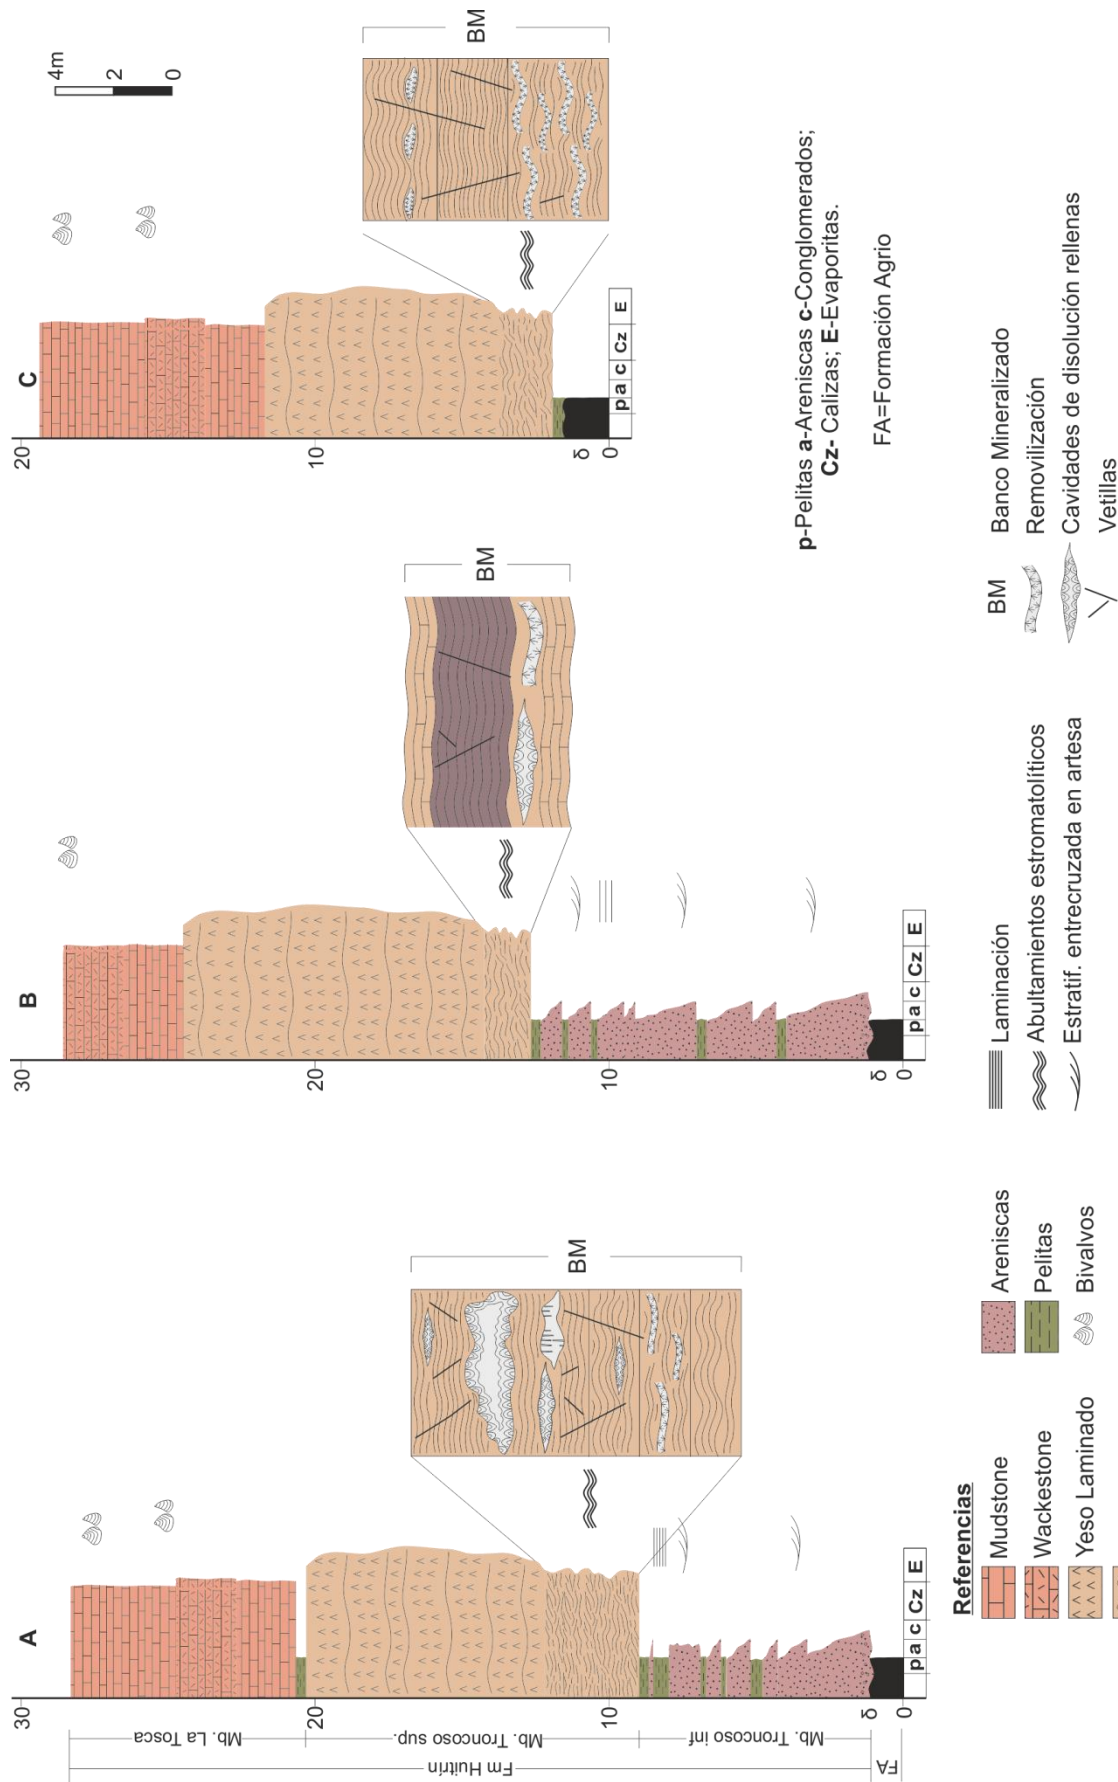 A
30
20
10
δ
0
p a c Cz E
Mb. La Tosca
Mb. Troncoso sup.
Mb. Troncoso inf
Fm Huitrín
FA
BM
B
30
20
10
δ
0
p a c Cz E
BM
C
20
10
δ
0
p a c Cz E
BM
4m
2
0
p-Pelitas a-Areniscas c-Conglomerados;
Cz- Calizas; E-Evaporitas.
FA=Formación Agrio
Referencias
Mudstone
Wackestone
Yeso Laminado
Areniscas
Pelitas
Bivalvos
Laminación
Abultamientos estromatolíticos
Estratif. entrecruzada en artesa
BM Banco Mineralizado
Removilización
Cavidades de disolución rellenas
Vetillas